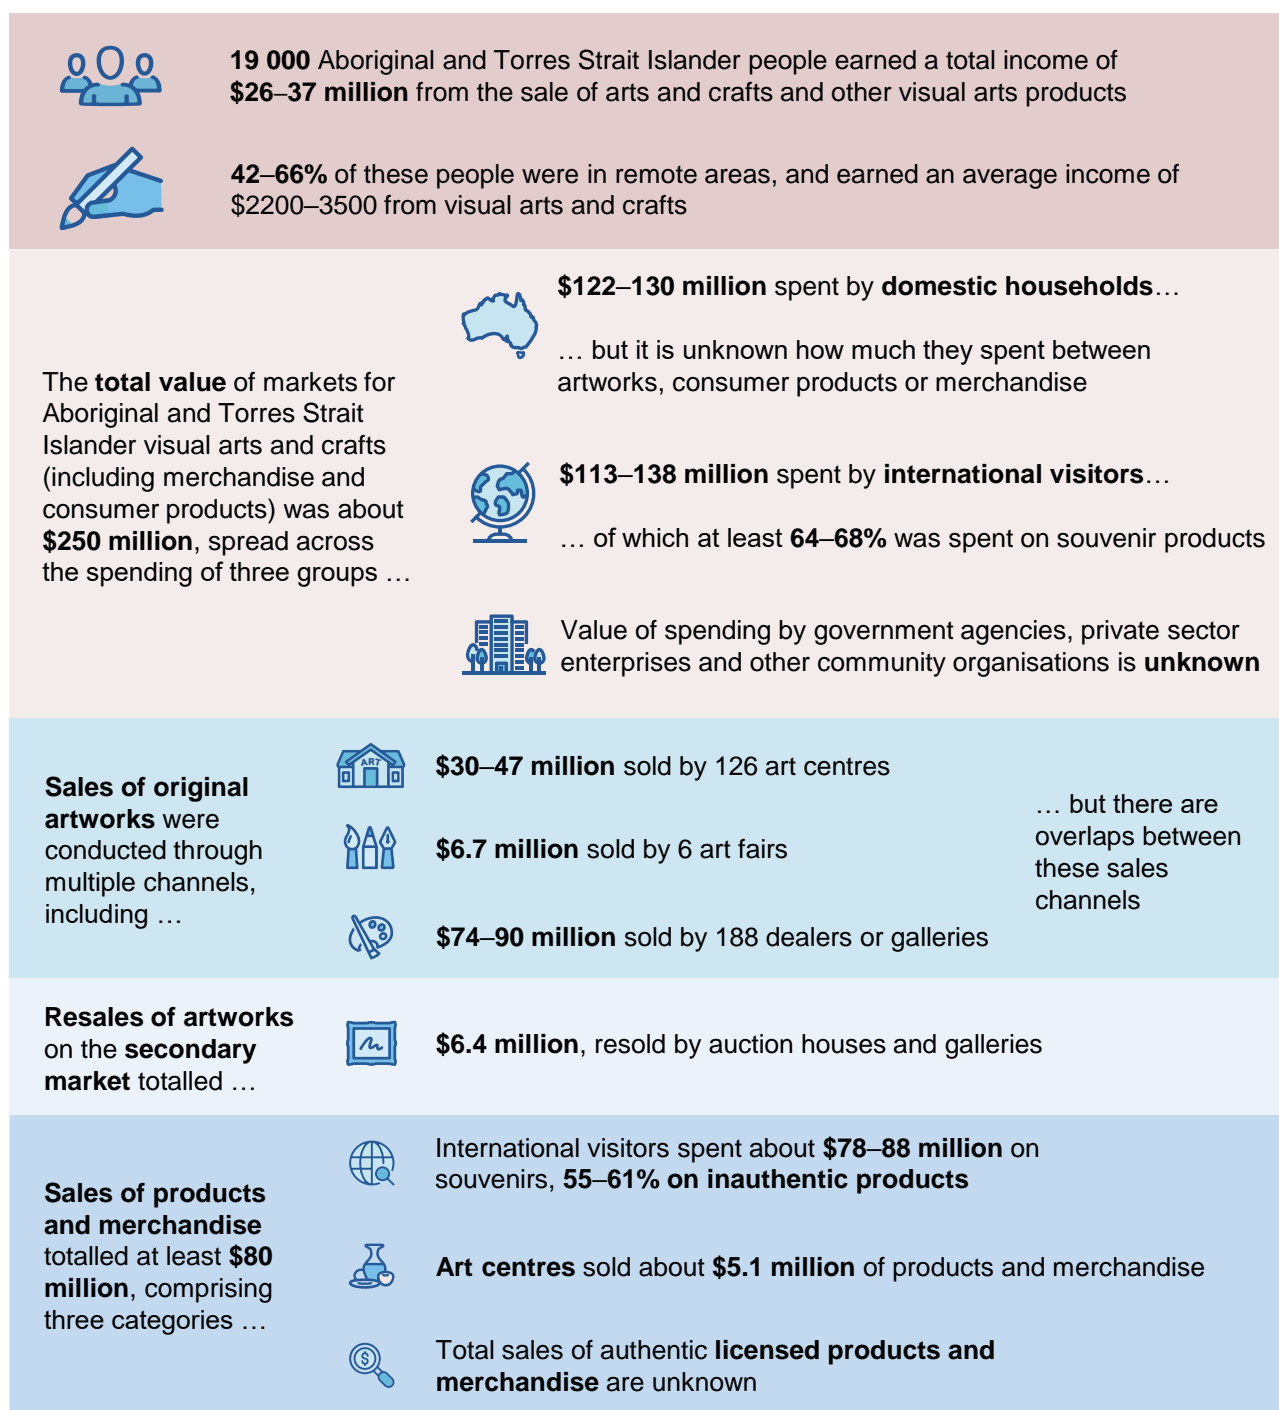 19 000 Aboriginal and Torres Strait Islander people earned a total income of
$26–37 million from the sale of arts and crafts and other visual arts products
42–66% of these people were in remote areas, and earned an average income of
$2200–3500 from visual arts and crafts
The total value of markets for
Aboriginal and Torres Strait
Islander visual arts and crafts
(including merchandise and
consumer products) was about
$250 million, spread across
the spending of three groups …
$122–130 million spent by domestic households…
… but it is unknown how much they spent between
artworks, consumer products or merchandise
$113–138 million spent by international visitors…
… of which at least 64–68% was spent on souvenir products
Value of spending by government agencies, private sector
enterprises and other community organisations is unknown
Sales of original
artworks were
conducted through
multiple channels,
including …
ART
$30–47 million sold by 126 art centres
$6.7 million sold by 6 art fairs
$74–90 million sold by 188 dealers or galleries
… but there are
overlaps between
these sales
channels
Resales of artworks
on the secondary
market totalled …
$6.4 million, resold by auction houses and galleries
Sales of products
and merchandise
totalled at least $80
million, comprising
three categories …
International visitors spent about $78–88 million on
souvenirs, 55–61% on inauthentic products
Art centres sold about $5.1 million of products and merchandise
$
Total sales of authentic licensed products and
merchandise are unknown